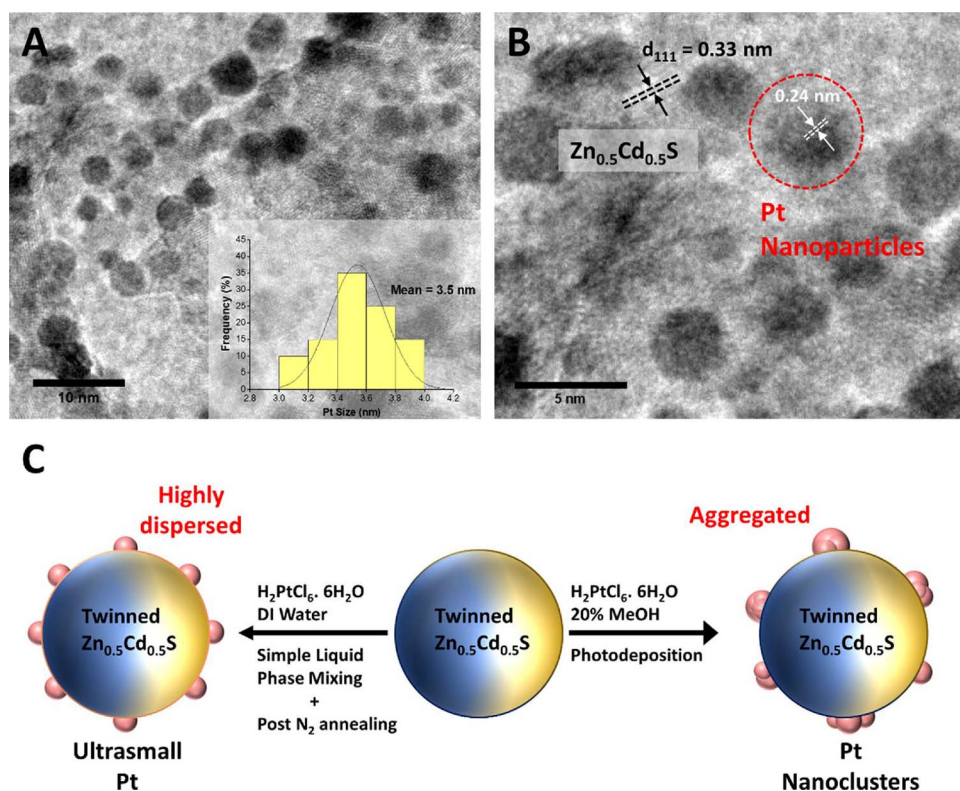 A
45
40
35
30
25
20
15
10
5
0
Frequency (%)
Mean = 3.5 nm
2.8 3.0 3.2 3.4 3.6 3.8 4.0 4.2
Pt Size (nm)
10 nm
B
d₁₁₁ = 0.33 nm
0.24 nm
Zn₀.₅Cd₀.₅S
Pt
Nanoparticles
5 nm
C
Highly
dispersed
Twinned
Zn₀.₅Cd₀.₅S
Ultrasmall
Pt
H₂PtCl₆. 6H₂O
DI Water
Simple Liquid
Phase Mixing
+
Post N₂ annealing
Twinned
Zn₀.₅Cd₀.₅S
H₂PtCl₆. 6H₂O
20% MeOH
Photodeposition
Aggregated
Twinned
Zn₀.₅Cd₀.₅S
Pt
Nanoclusters